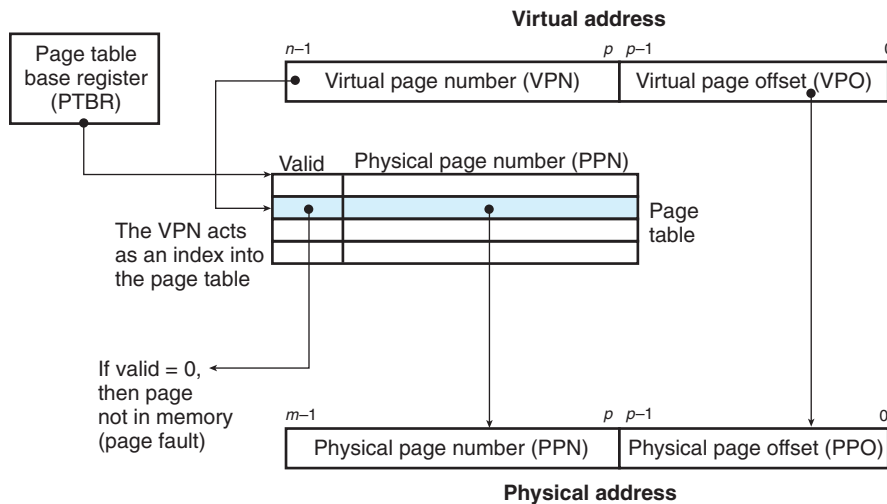 Virtual address
Page table
base register
(PTBR)
n–1
p
p–1
Virtual page number (VPN)
Virtual page offset (VPO)
Valid
Physical page number (PPN)
Page
table
The VPN acts
as an index into
the page table
If valid = 0,
then page
not in memory
(page fault)
m–1
p
p–1
0
Physical page number (PPN)
Physical page offset (PPO)
Physical address